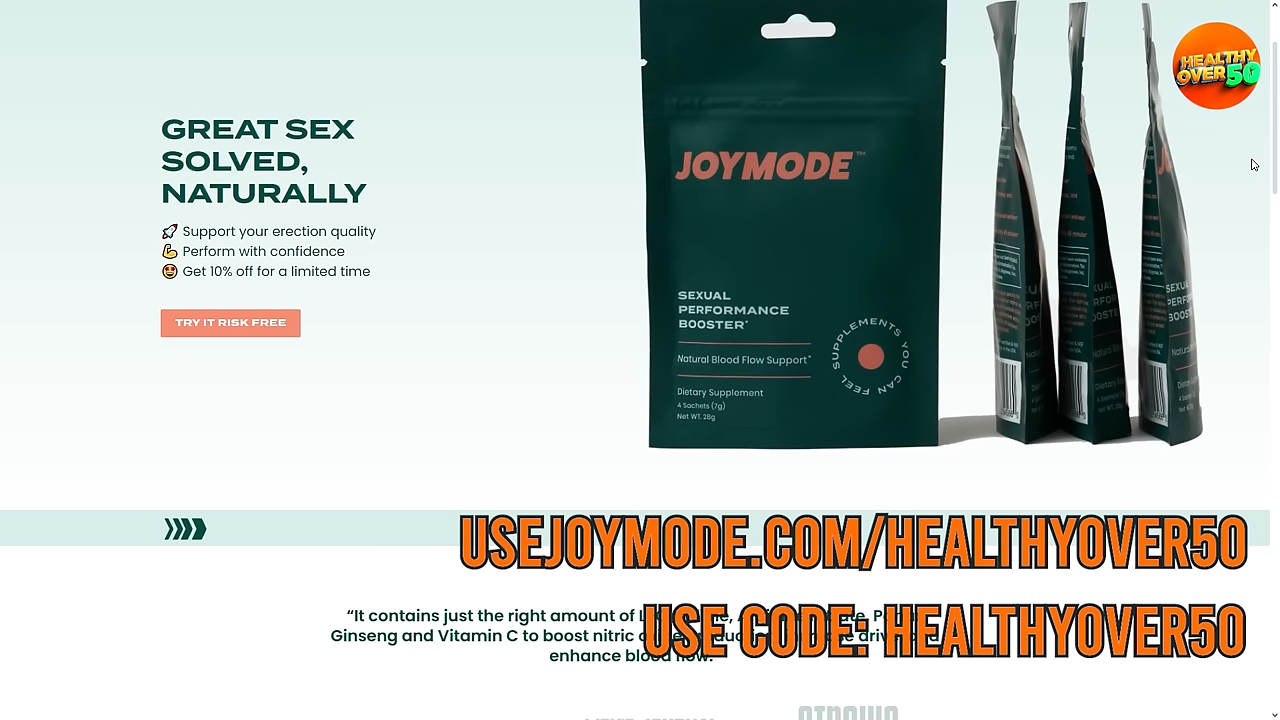 HEALTHY
OVER 50
GREAT SEX
SOLVED,
NATURALLY
🚀 Support your erection quality
💪 Perform with confidence
🤩 Get 10% off for a limited time
TRY IT RISK FREE
JOYMODE™
SEXUAL
PERFORMANCE
BOOSTER*
Natural Blood Flow Support*
Dietary Supplement
4 Sachets (7g)
Net WT. 28g
SUPPLEMENTS YOU CAN FEEL
USEJOYMODE.COM/HEALTHYOVER50
USE CODE: HEALTHYOVER50
“It contains just the right amount of
Ginseng and Vitamin C to boost nitric
enhance blood flow.